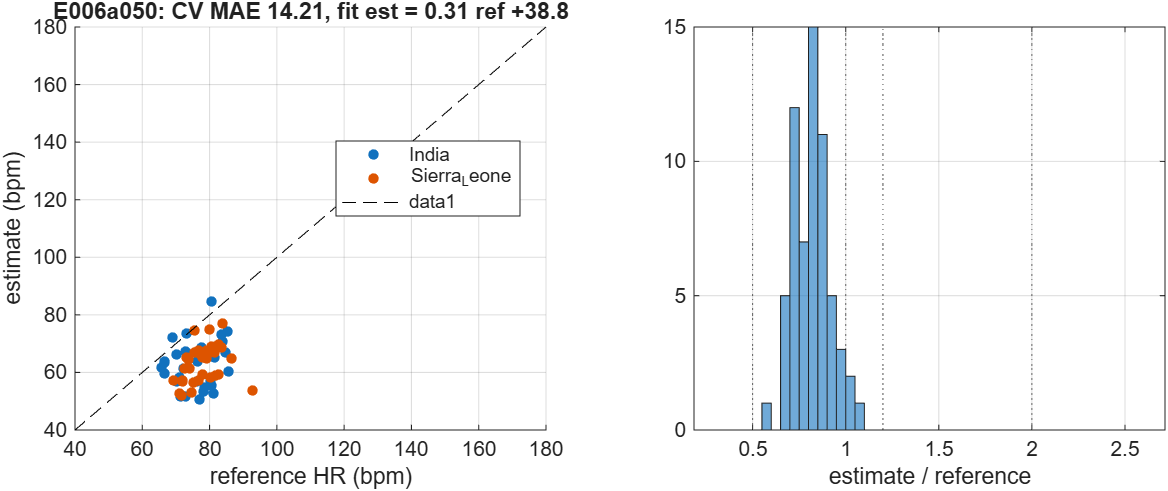 E006a050: CV MAE 14.21, fit est = 0.31 ref +38.8
180
160
140
120
100
80
60
40
40 60 80 100 120 140 160 180
estimate (bpm)
reference HR (bpm)
India
Sierra_Leone
data1
15
10
5
0
0.5 1 1.5 2 2.5
estimate / reference